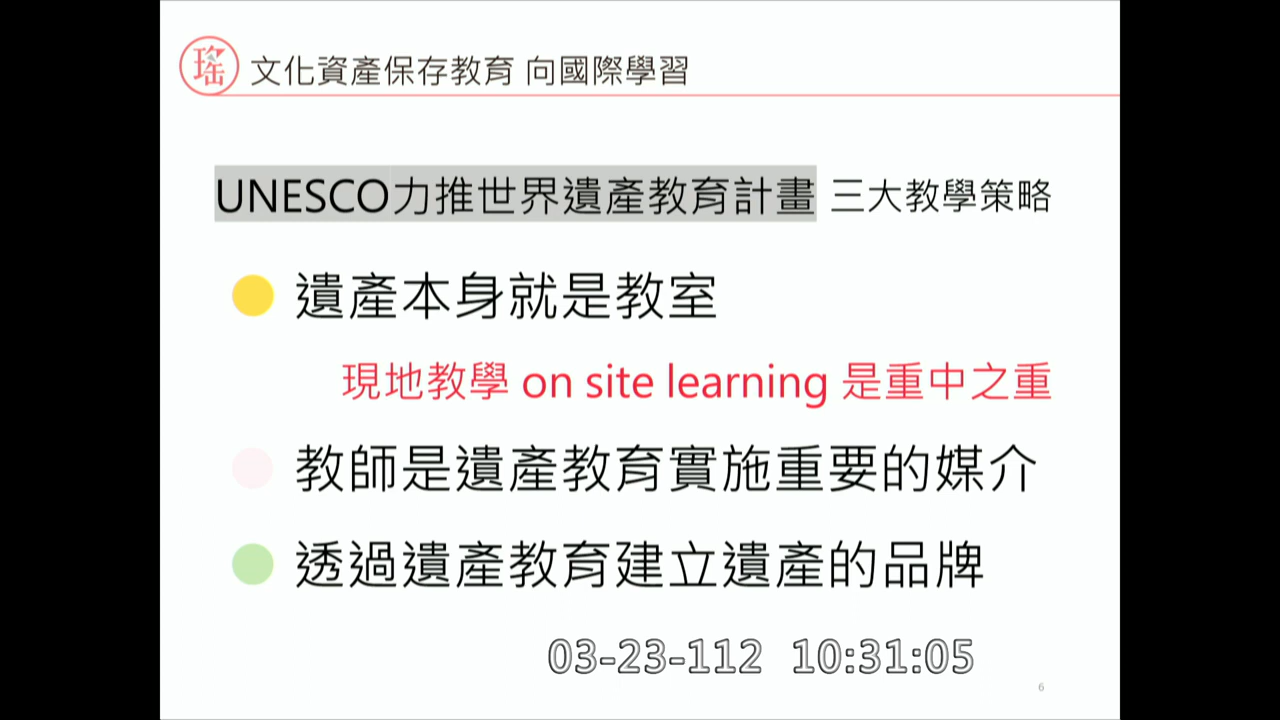 瑤
文化資產保存教育 向國際學習
UNESCO力推世界遺產教育計畫 三大教學策略
遺產本身就是教室
現地教學 on site learning 是重中之重
教師是遺產教育實施重要的媒介
透過遺產教育建立遺產的品牌
03-23-112 10:31:05
6